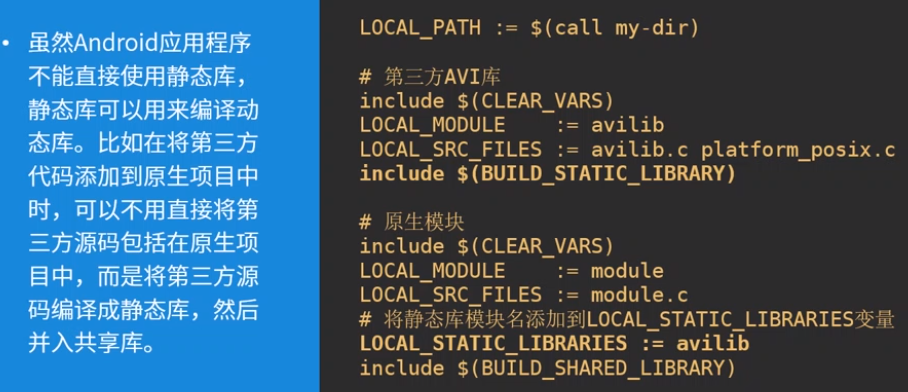 • 虽然Android应用程序
不能直接使用静态库，
静态库可以用来编译动
态库。比如在将第三方
代码添加到原生项目中
时，可以不用直接将第
三方源码包括在原生项
目中，而是将第三方源
码编译成静态库，然后
并入共享库。
LOCAL_PATH := $(call my-dir)
# 第三方AVI库
include $(CLEAR_VARS)
LOCAL_MODULE    := avilib
LOCAL_SRC_FILES := avilib.c platform_posix.c
include $(BUILD_STATIC_LIBRARY)
# 原生模块
include $(CLEAR_VARS)
LOCAL_MODULE    := module
LOCAL_SRC_FILES := module.c
# 将静态库模块名添加到LOCAL_STATIC_LIBRARIES变量
LOCAL_STATIC_LIBRARIES := avilib
include $(BUILD_SHARED_LIBRARY)